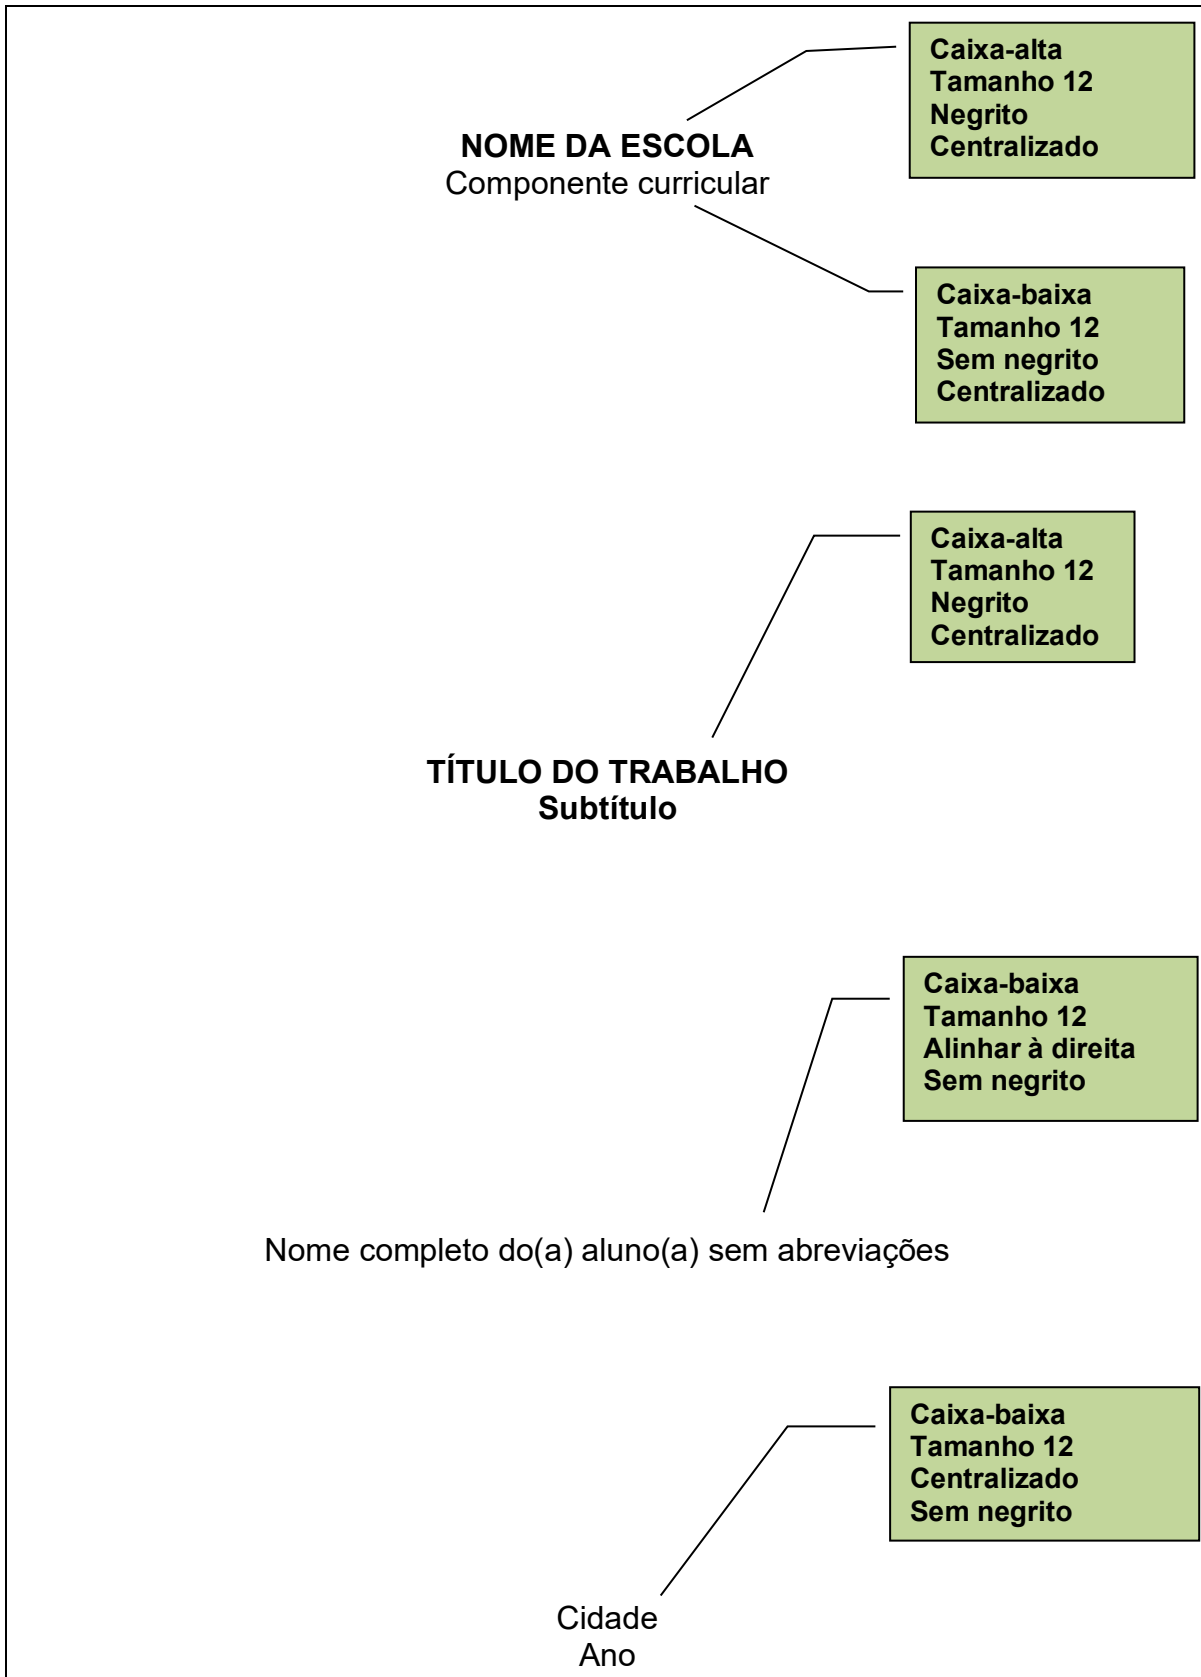 Caixa-alta
Tamanho 12
Negrito
Centralizado
NOME DA ESCOLA
Componente curricular
Caixa-baixa
Tamanho 12
Sem negrito
Centralizado
Caixa-alta
Tamanho 12
Negrito
Centralizado
TÍTULO DO TRABALHO
Subtítulo
Caixa-baixa
Tamanho 12
Alinhar à direita
Sem negrito
Nome completo do(a) aluno(a) sem abreviações
Caixa-baixa
Tamanho 12
Centralizado
Sem negrito
Cidade
Ano